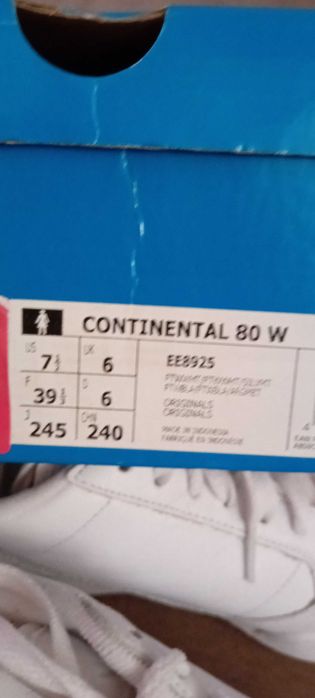 CONTINENTAL 80 W
US 7½ UK 6 EE8925
F 39⅓ D 6 ORIGINALS
ORIGINALS
J 245 CHN 240 MADE IN INDONESIA
FABRIQUÉ EN INDONÉSIE